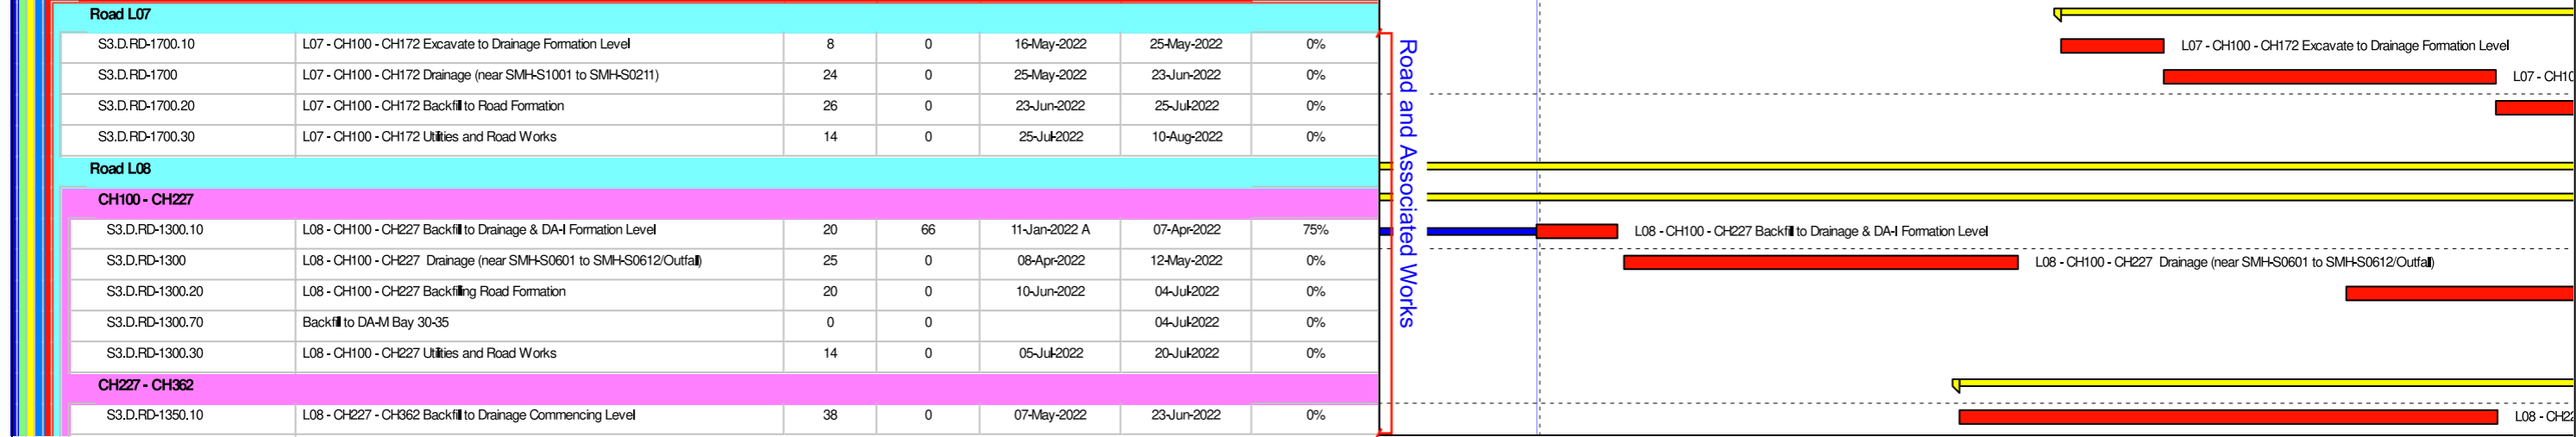 Road L07
S3.D.RD-1700.10 L07 - CH100 - CH172 Excavate to Drainage Formation Level 8 0 16-May-2022 25-May-2022 0% L07 - CH100 - CH172 Excavate to Drainage Formation Level
S3.D.RD-1700 L07 - CH100 - CH172 Drainage (near SMH-S1001 to SMH-S0211) 24 0 25-May-2022 23-Jun-2022 0% L07 - CH10
S3.D.RD-1700.20 L07 - CH100 - CH172 Backfill to Road Formation 26 0 23-Jun-2022 25-Jul-2022 0%
S3.D.RD-1700.30 L07 - CH100 - CH172 Utilities and Road Works 14 0 25-Jul-2022 10-Aug-2022 0%
Road L08
CH100 - CH227
S3.D.RD-1300.10 L08 - CH100 - CH227 Backfill to Drainage & DA-I Formation Level 20 66 11-Jan-2022 A 07-Apr-2022 75% L08 - CH100 - CH227 Backfill to Drainage & DA-I Formation Level
S3.D.RD-1300 L08 - CH100 - CH227 Drainage (near SMH-S0601 to SMH-S0612/Outfall) 25 0 08-Apr-2022 12-May-2022 0% L08 - CH100 - CH227 Drainage (near SMH-S0601 to SMH-S0612/Outfall)
S3.D.RD-1300.20 L08 - CH100 - CH227 Backfilling Road Formation 20 0 10-Jun-2022 04-Jul-2022 0%
S3.D.RD-1300.70 Backfill to DA-M Bay 30-35 0 0 04-Jul-2022 0%
S3.D.RD-1300.30 L08 - CH100 - CH227 Utilities and Road Works 14 0 05-Jul-2022 20-Jul-2022 0%
CH227 - CH362
S3.D.RD-1350.10 L08 - CH227 - CH362 Backfill to Drainage Commencing Level 38 0 07-May-2022 23-Jun-2022 0% L08 - CH22
Road and Associated Works